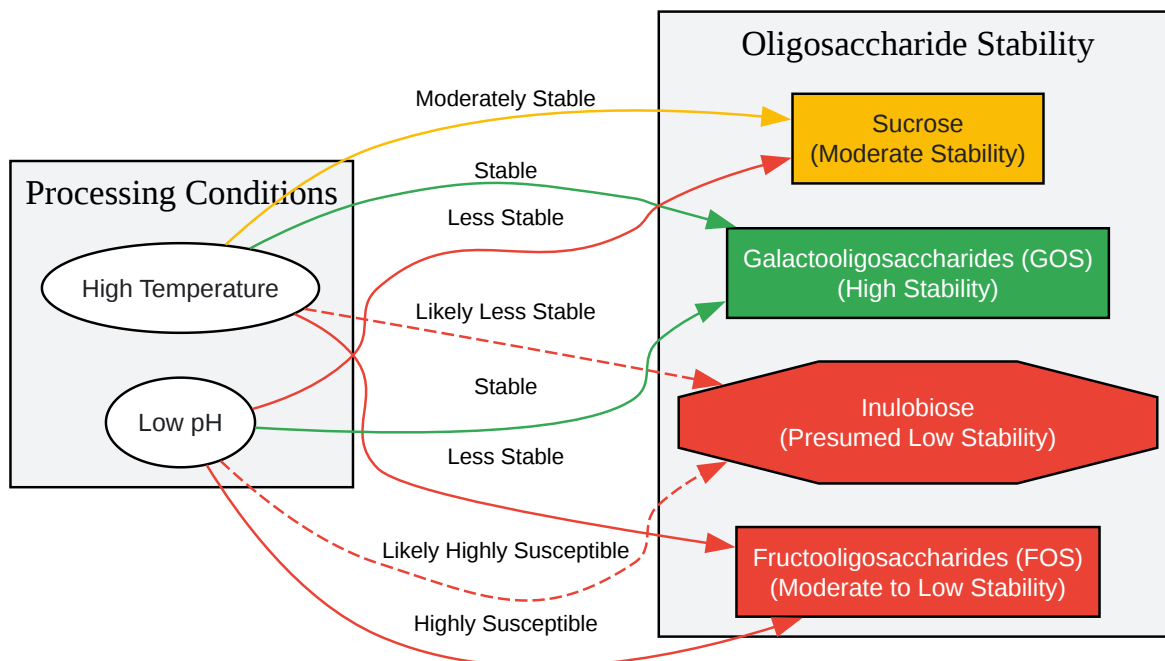 Oligosaccharide Stability
Moderately Stable
Sucrose
(Moderate Stability)
Processing Conditions
Stable
Less Stable
Galactooligosaccharides (GOS)
(High Stability)
High Temperature
Likely Less Stable
Stable
Inulobiose
(Presumed Low Stability)
Low pH
Less Stable
Likely Highly Susceptible
Fructooligosaccharides (FOS)
(Moderate to Low Stability)
Highly Susceptible